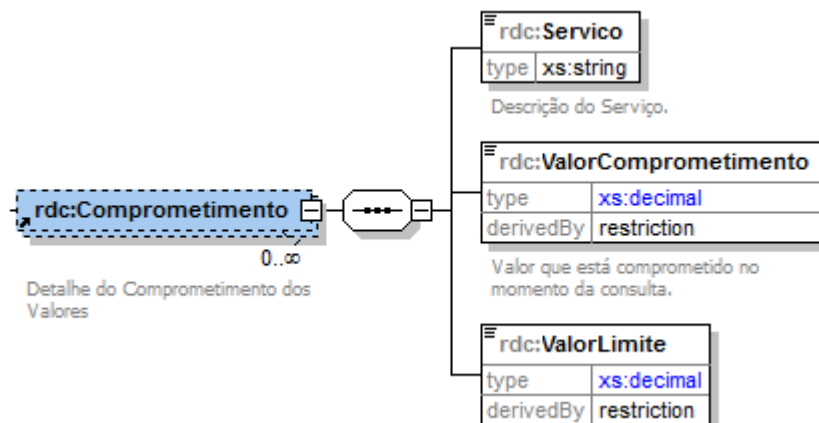 rdc:Servico
type xs:string
Descrição do Serviço.
rdc:ValorComprometimento
type xs:decimal
derivedBy restriction
Valor que está comprometido no
momento da consulta.
rdc:Comprometimento
0..∞
Detalhe do Comprometimento dos
Valores
rdc:ValorLimite
type xs:decimal
derivedBy restriction